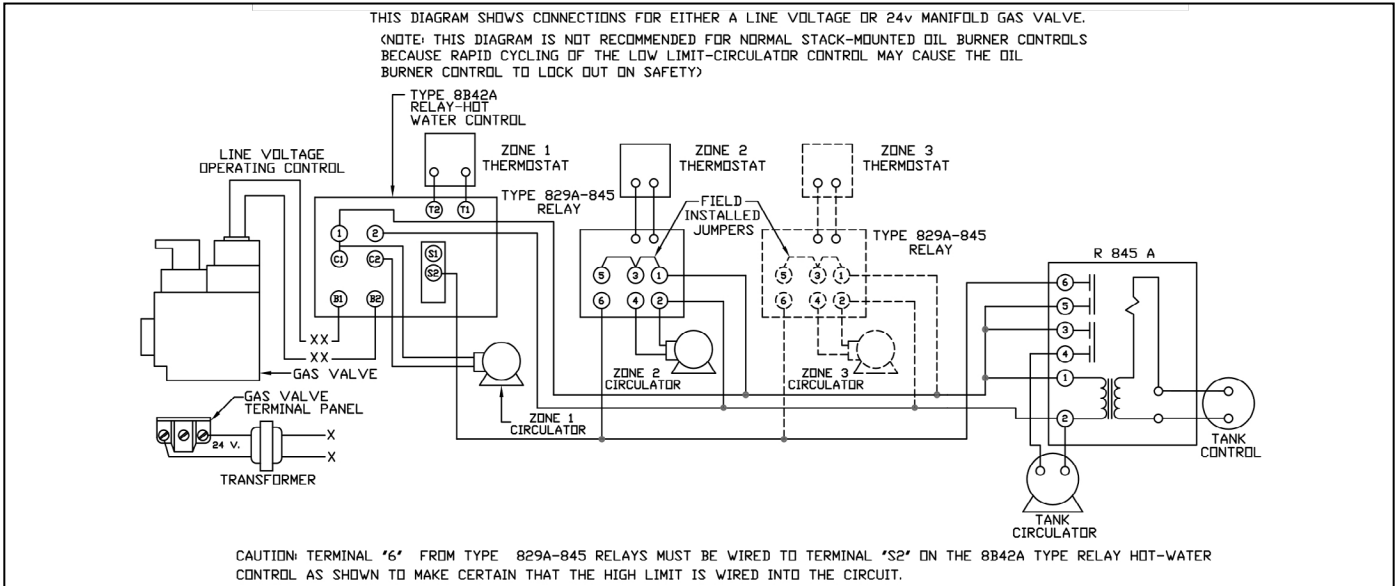 THIS DIAGRAM SHOWS CONNECTIONS FOR EITHER A LINE VOLTAGE OR 24v MANIFOLD GAS VALVE.
(NOTE: THIS DIAGRAM IS NOT RECOMMENDED FOR NORMAL STACK-MOUNTED OIL BURNER CONTROLS
BECAUSE RAPID CYCLING OF THE LOW LIMIT-CIRCULATOR CONTROL MAY CAUSE THE OIL
BURNER CONTROL TO LOCK OUT ON SAFETY)
TYPE 8B42A
RELAY-HOT
WATER CONTROL
LINE VOLTAGE
OPERATING CONTROL
ZONE 1
THERMOSTAT
ZONE 2
THERMOSTAT
ZONE 3
THERMOSTAT
TYPE 829A-845
RELAY
FIELD
INSTALLED
JUMPERS
TYPE 829A-845
RELAY
R 845 A
T2 T1
1 2
C1 C2
S1
S2
B1 B2
5 3 1
6 4 2
5 3 1
6 4 2
6
5
3
4
1
2
XX
XX
GAS VALVE
GAS VALVE
TERMINAL PANEL
24 V.
X
X
TRANSFORMER
ZONE 1
CIRCULATOR
ZONE 2
CIRCULATOR
ZONE 3
CIRCULATOR
TANK
CONTROL
TANK
CIRCULATOR
CAUTION: TERMINAL "6" FROM TYPE 829A-845 RELAYS MUST BE WIRED TO TERMINAL "S2" ON THE 8B42A TYPE RELAY HOT-WATER
CONTROL AS SHOWN TO MAKE CERTAIN THAT THE HIGH LIMIT IS WIRED INTO THE CIRCUIT.